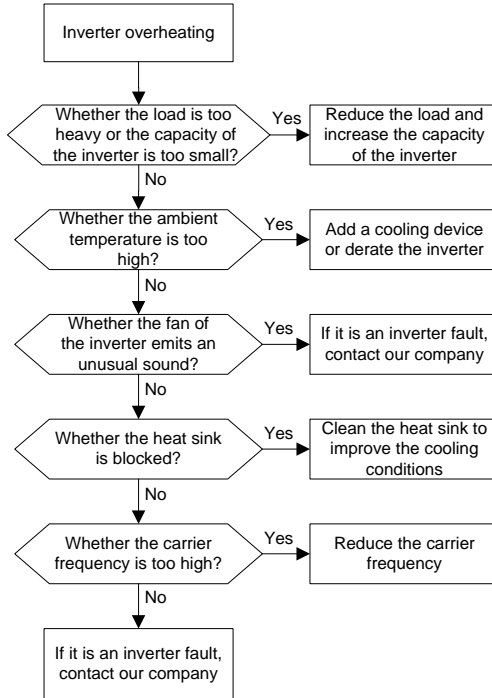 Inverter overheating
Whether the load is too
heavy or the capacity of
the inverter is too small?
Yes
Reduce the load and
increase the capacity
of the inverter
No
Whether the ambient
temperature is too
high?
Yes
Add a cooling device
or derate the inverter
No
Whether the fan of
the inverter emits an
unusual sound?
Yes
If it is an inverter fault,
contact our company
No
Whether the heat sink
is blocked?
Yes
Clean the heat sink to
improve the cooling
conditions
No
Whether the carrier
frequency is too high?
Yes
Reduce the carrier
frequency
No
If it is an inverter fault,
contact our company